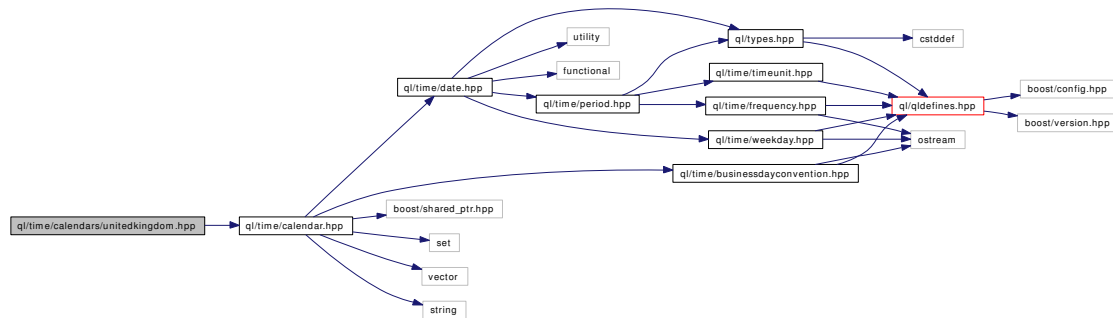 ql/types.hpp
cstddef
utility
functional
ql/time/timeunit.hpp
ql/time/date.hpp
boost/config.hpp
ql/time/period.hpp
ql/time/frequency.hpp
ql/qldefines.hpp
boost/version.hpp
ql/time/weekday.hpp
ostream
ql/time/businessdayconvention.hpp
boost/shared_ptr.hpp
ql/time/calendars/unitedkingdom.hpp
ql/time/calendar.hpp
set
vector
string